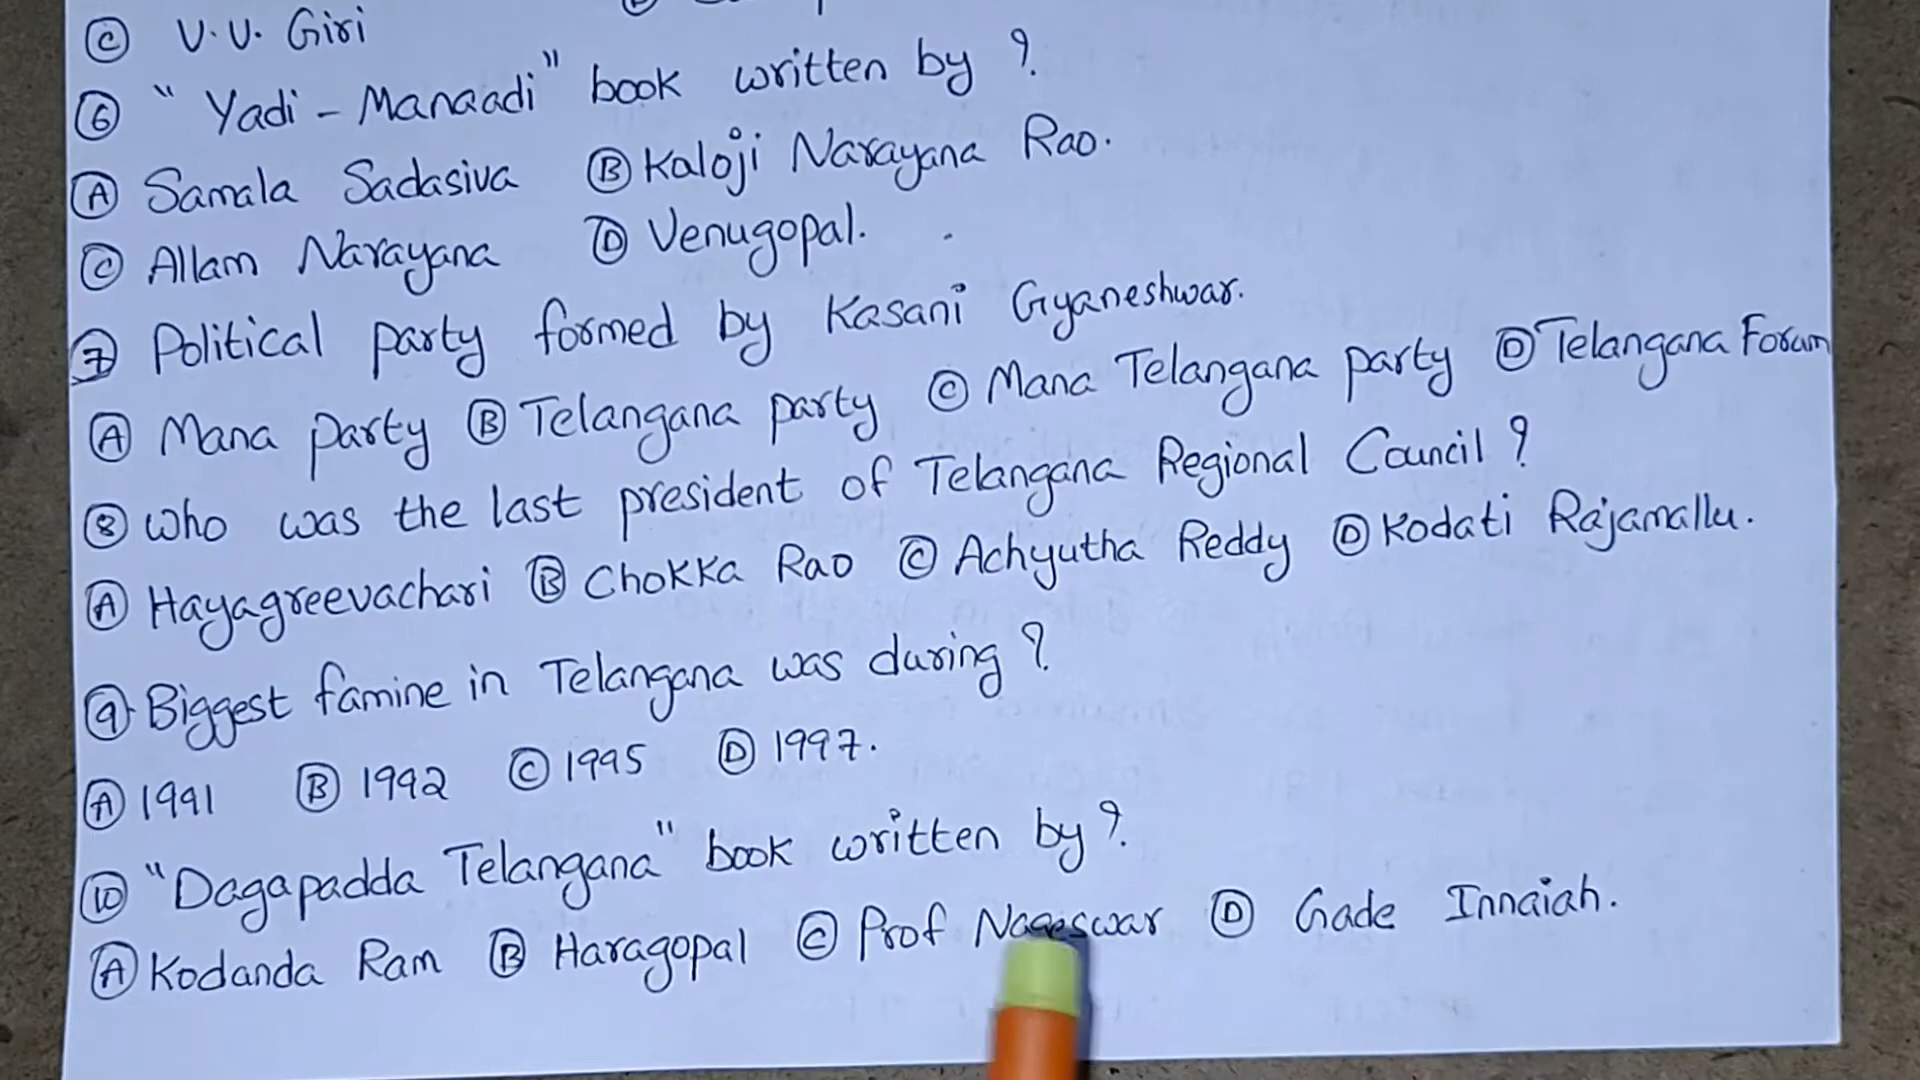 Ⓒ V.V. Giri
⑥ "Yadi - Manaadi" book written by ?
Ⓐ Samala Sadasiva Ⓑ Kaloji Narayana Rao.
Ⓒ Allam Narayana Ⓓ Venugopal.
⑦ Political party formed by Kasani Gyaneshwar.
Ⓐ Mana party Ⓑ Telangana party Ⓒ Mana Telangana party Ⓓ Telangana Forum
⑧ Who was the last president of Telangana Regional Council ?
Ⓐ Hayagreevachari Ⓑ Chokka Rao Ⓒ Achyutha Reddy Ⓓ Kodati Rajamallu.
⑨ Biggest famine in Telangana was during ?
Ⓐ 1991 Ⓑ 1992 Ⓒ 1995 Ⓓ 1997.
⑩ "Dagapadda Telangana" book written by ?
Ⓐ Kodanda Ram Ⓑ Haragopal Ⓒ Prof Nageswar Ⓓ Gade Innaiah.